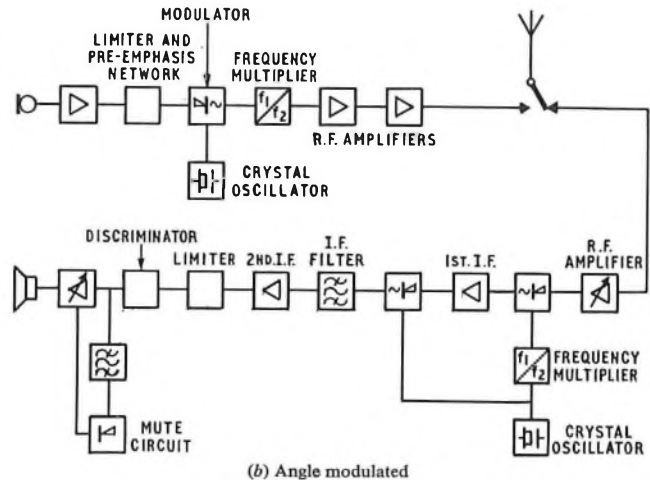 MODULATOR
LIMITER AND
PRE-EMPHASIS
NETWORK
FREQUENCY
MULTIPLIER
f1
f2
R.F. AMPLIFIERS
CRYSTAL
OSCILLATOR
DISCRIMINATOR
LIMITER
2ND.I.F.
I.F.
FILTER
1ST.I.F.
R.F.
AMPLIFIER
f1
f2
FREQUENCY
MULTIPLIER
MUTE
CIRCUIT
CRYSTAL
OSCILLATOR
(b) Angle modulated